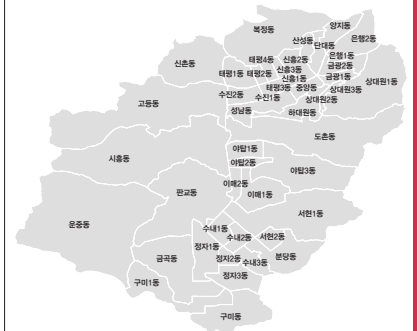 양지동
복정동
산성동
은행2동
단대동
신촌동
태평4동
신흥2동
은행1동
금광2동
신흥3동
태평1동
태평2동
신흥1동
금광1동
상대원1동
태평3동
중앙동
상대원3동
고등동
수진2동
수진1동
상대원2동
성남동
하대원동
도촌동
야탑1동
시흥동
야탑2동
야탑3동
이매2동
판교동
이매1동
서현1동
운중동
수내1동
수내2동
서현2동
정자1동
금곡동
정자2동
수내3동
분당동
구미1동
정자3동
구미동